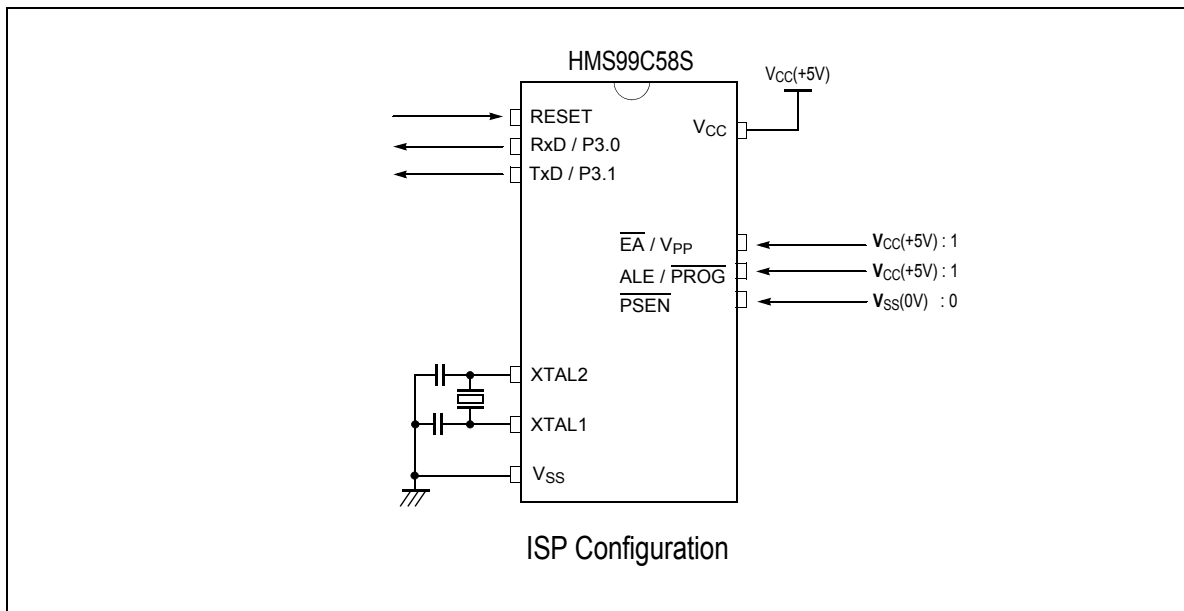 HMS99C58S
VCC(+5V)
RESET
RxD / P3.0
TxD / P3.1
VCC
EA / VPP
VCC(+5V) : 1
ALE / PROG
VCC(+5V) : 1
PSEN
VSS(0V) : 0
XTAL2
XTAL1
VSS
ISP Configuration